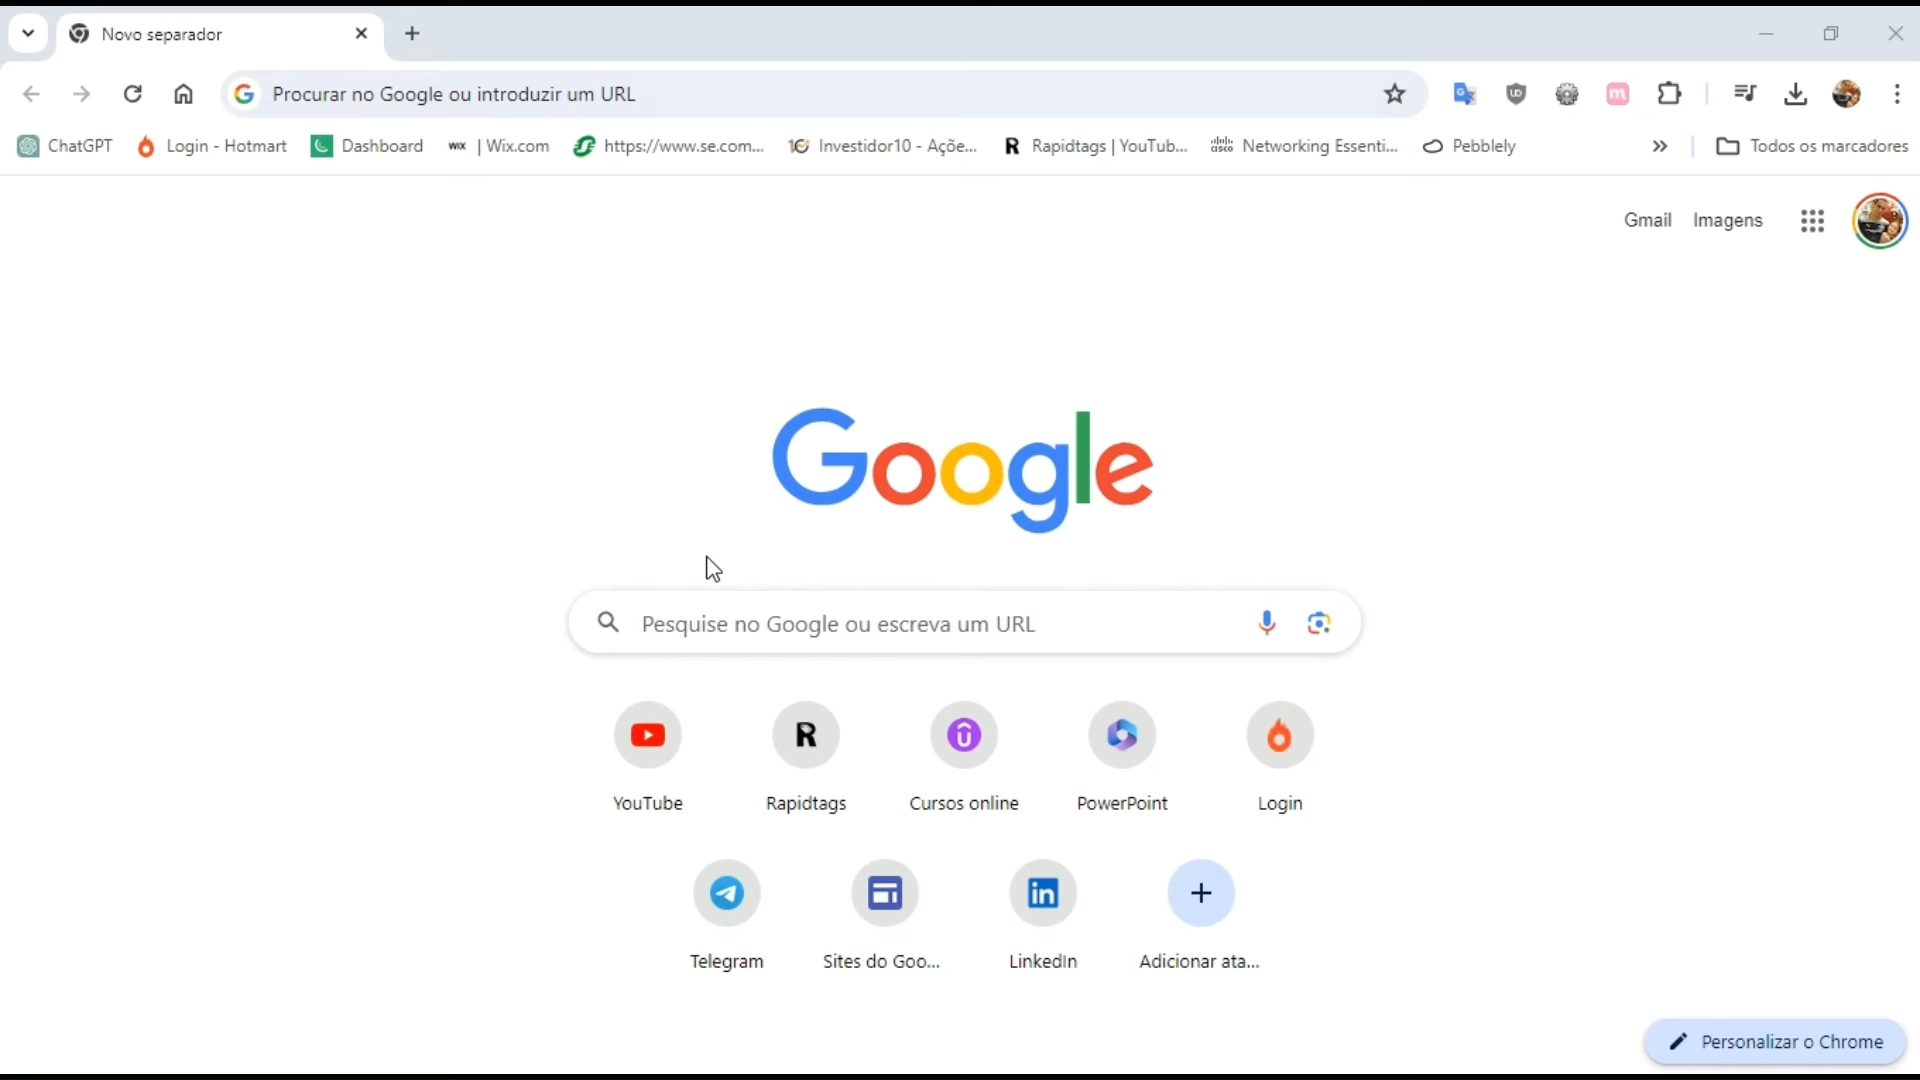 Novo separador
Procurar no Google ou introduzir um URL
ChatGPT
Login - Hotmart
Dashboard
WIX | Wix.com
https://www.se.com...
Investidor10 - Açõe...
Rapidtags | YouTub...
Networking Essenti...
Pebblely
Todos os marcadores
Gmail
Imagens
Google
Pesquise no Google ou escreva um URL
YouTube
Rapidtags
Cursos online
PowerPoint
Login
Telegram
Sites do Goo...
LinkedIn
Adicionar ata...
Personalizar o Chrome